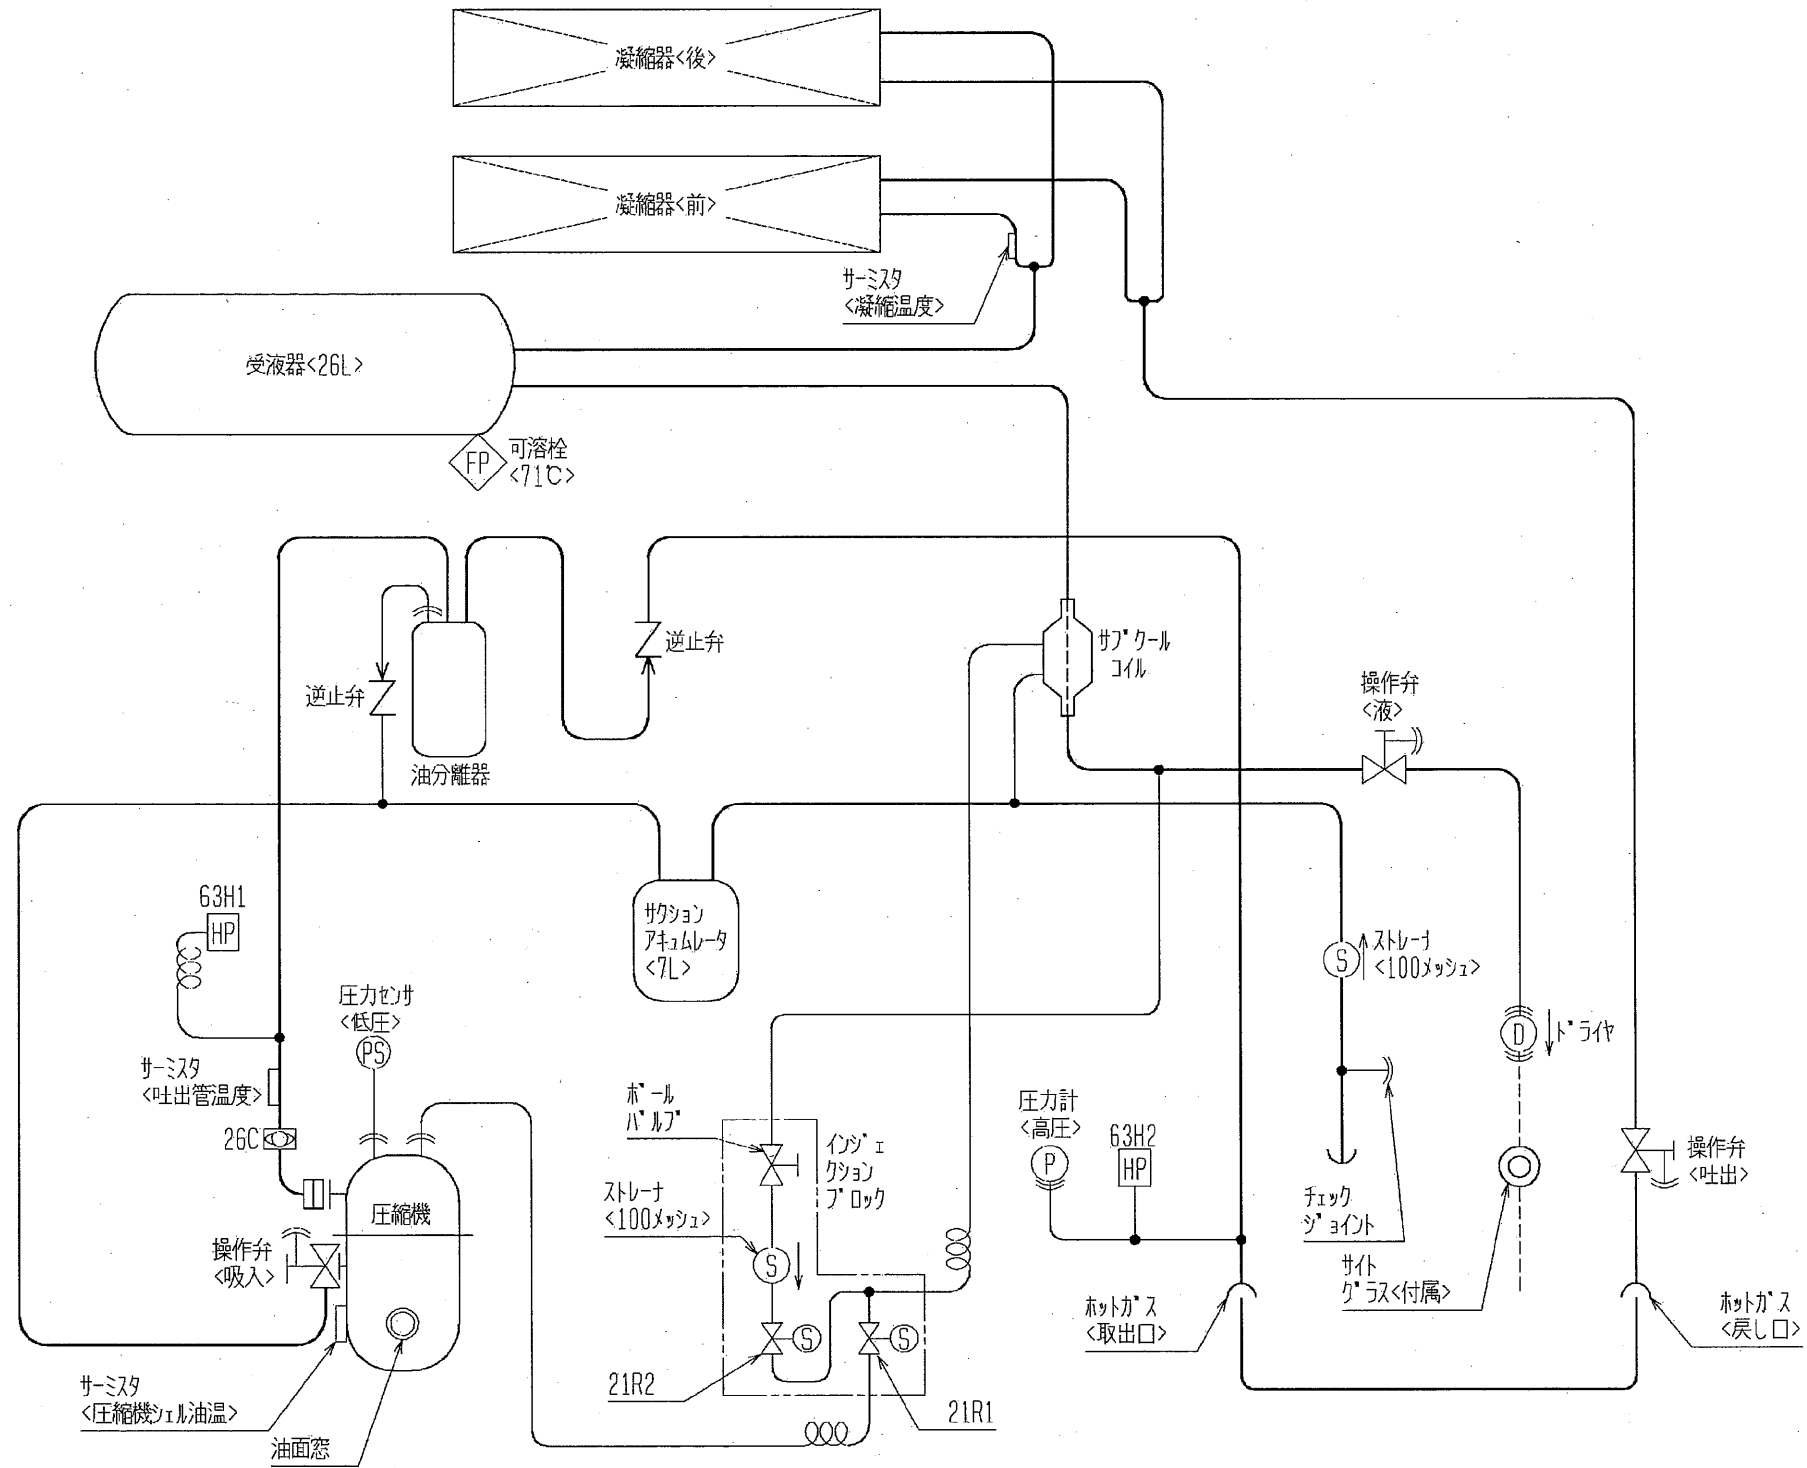 凝縮器<後>
凝縮器<前>
サーミスタ
<凝縮温度>
受液器<26L>
FP
可溶栓
<71℃>
逆止弁
サブクール
コイル
逆止弁
操作弁
<液>
油分離器
63H1
HP
サクション
アキュムレータ
<7L>
S
ストレーナ
<100メッシュ>
圧力センサ
<低圧>
PS
D
ドライヤ
サーミスタ
<吐出管温度>
ボール
バルブ
圧力計
<高圧>
P
63H2
HP
26C
インジェ
クション
ブロック
操作弁
<吐出>
ストレーナ
<100メッシュ>
S
圧縮機
チェック
ジョイント
操作弁
<吸入>
サイト
グラス<付属>
ホットガス
<取出口>
ホットガス
<戻し口>
S
S
21R2
21R1
サーミスタ
<圧縮機シェル油温>
油面窓